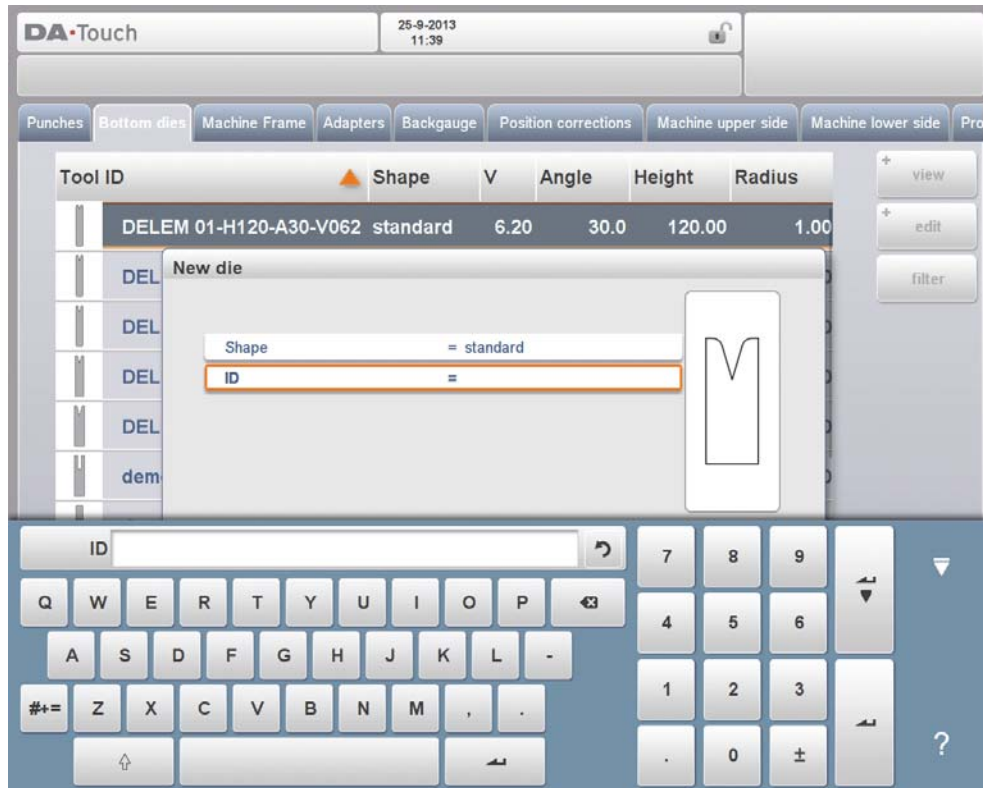 DA•Touch
25-9-2013
11:39
Punches Bottom dies Machine Frame Adapters Backgauge Position corrections Machine upper side Machine lower side Pro
Tool ID Shape V Angle Height Radius
+ view
DELEM 01-H120-A30-V062 standard 6.20 30.0 120.00 1.00
+ edit
New die
DEL
filter
DEL
Shape = standard
DEL
ID =
DEL
dem
ID
7 8 9
Q W E R T Y U I O P
4 5 6
A S D F G H J K L -
1 2 3
#+= Z X C V B N M , .
. 0 ±
?